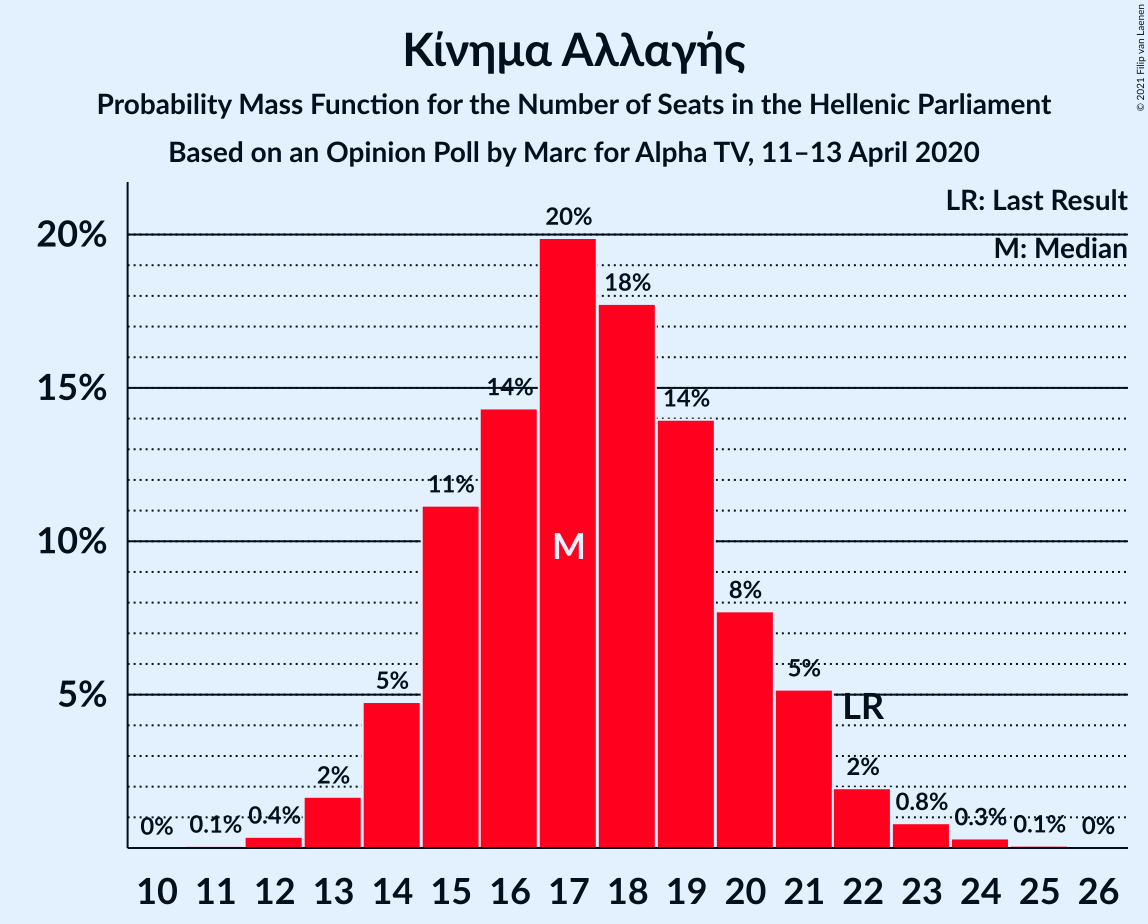 Κίνημα Αλλαγής
Probability Mass Function for the Number of Seats in the Hellenic Parliament
Based on an Opinion Poll by Marc for Alpha TV, 11–13 April 2020
© 2021 Filip van Laenen
LR: Last Result
M: Median
20%
15%
10%
5%
0%
0.1%
0.4%
2%
5%
11%
14%
20%
18%
14%
8%
5%
2%
0.8%
0.3%
0.1%
0%
M
LR
10 11 12 13 14 15 16 17 18 19 20 21 22 23 24 25 26